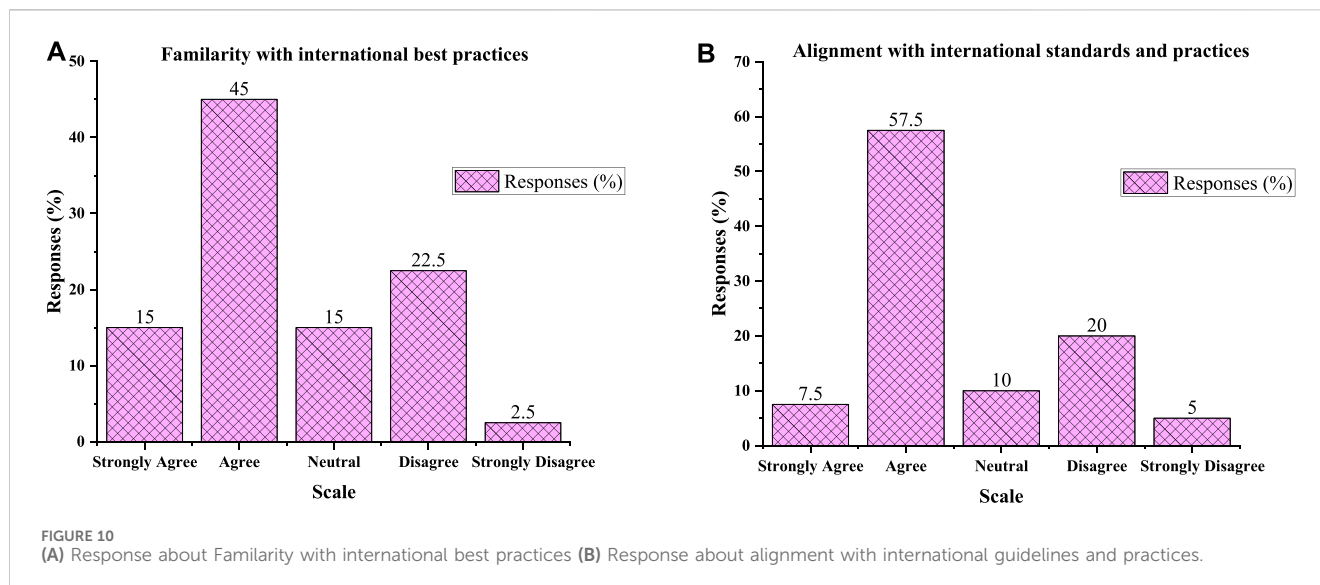 A
Familarity with international best practices
50
40
30
20
10
0
Responses (%)
45
15
15
22.5
2.5
Responses (%)
Strongly Agree
Agree
Neutral
Disagree
Strongly Disagree
Scale
B
Alignment with international standards and practices
70
60
50
40
30
20
10
0
Responses (%)
57.5
7.5
10
20
5
Responses (%)
Strongly Agree
Agree
Neutral
Disagree
Strongly Disagree
Scale
FIGURE 10
(A) Response about Familarity with international best practices (B) Response about alignment with international guidelines and practices.